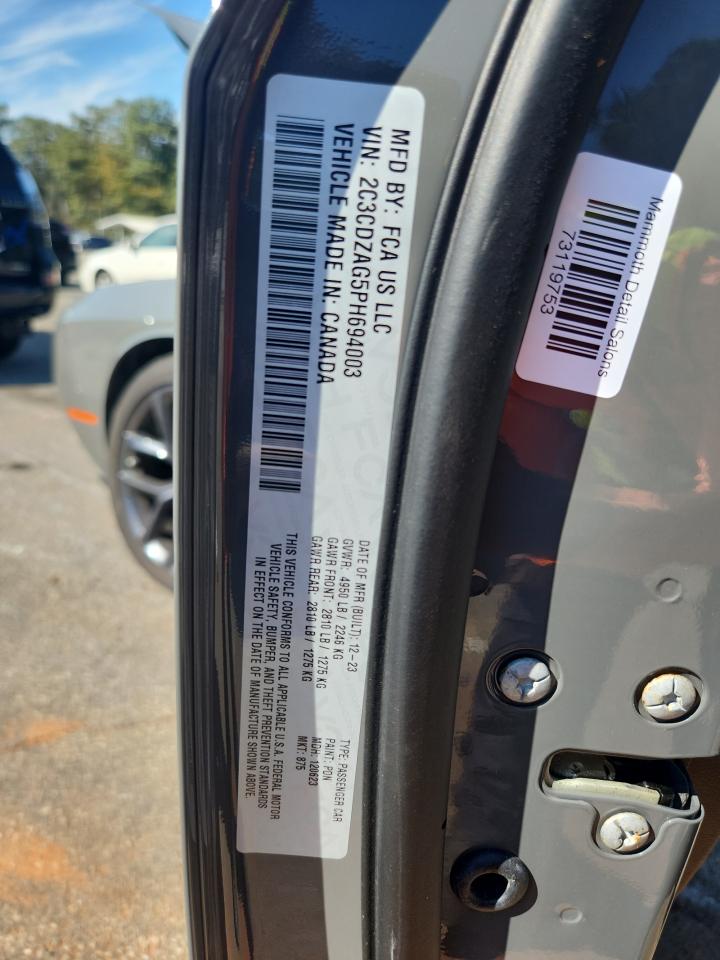 MFD BY: FCA US LLC
VIN: 2C3CDZAG5PH694003
VEHICLE MADE IN: CANADA
DATE OF MFR (BUILT): 12-23
GVWR: 4950 LB / 2246 KG
GAWR FRONT: 2810 LB / 1275 KG
GAWR REAR: 2810 LB / 1275 KG
TYPE: PASSENGER CAR
PAINT: PDN
MDH: 120623
MKT: 875
THIS VEHICLE CONFORMS TO ALL APPLICABLE U.S.A. FEDERAL MOTOR
VEHICLE SAFETY, BUMPER, AND THEFT PREVENTION STANDARDS
IN EFFECT ON THE DATE OF MANUFACTURE SHOWN ABOVE.
Mammoth Detail Salons
73119753